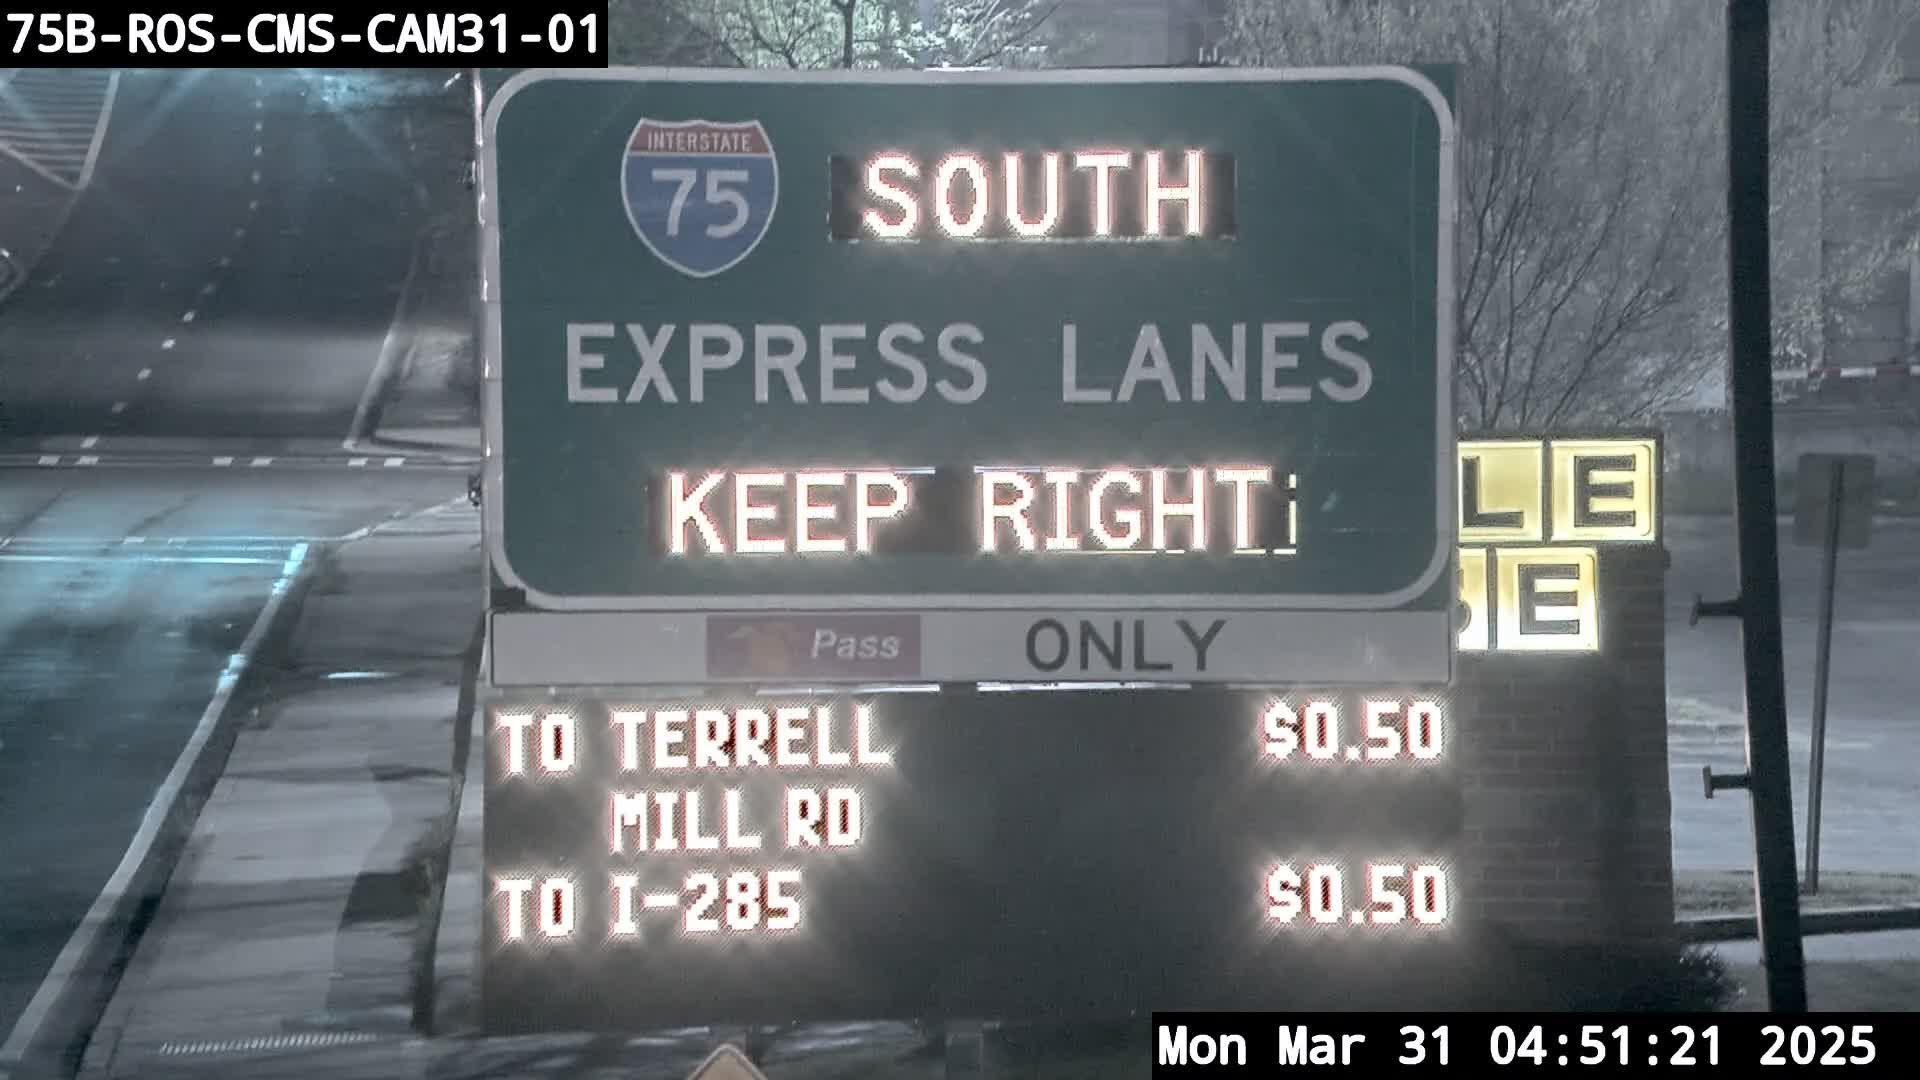 75B-ROS-CMS-CAM31-01
INTERSTATE
75
SOUTH
EXPRESS LANES
KEEP RIGHT
LE
E
Pass ONLY
TO TERRELL $0.50
MILL RD
TO I-285 $0.50
Mon Mar 31 04:51:21 2025